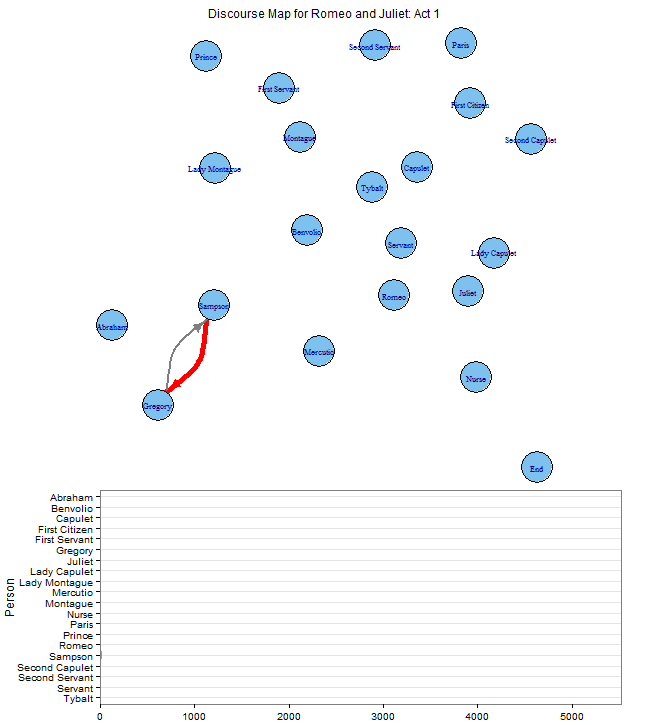 Discourse Map for Romeo and Juliet: Act 1
Paris
Second Servant
Prince
First Servant
First Citizen
Montague
Second Capulet
Lady Montague
Capulet
Tybalt
Benvolio
Servant
Lady Capulet
Juliet
Romeo
Sampson
Abraham
Mercutio
Nurse
Gregory
End
Person
Abraham
Benvolio
Capulet
First Citizen
First Servant
Gregory
Juliet
Lady Capulet
Lady Montague
Mercutio
Montague
Nurse
Paris
Prince
Romeo
Sampson
Second Capulet
Second Servant
Servant
Tybalt
0 1000 2000 3000 4000 5000